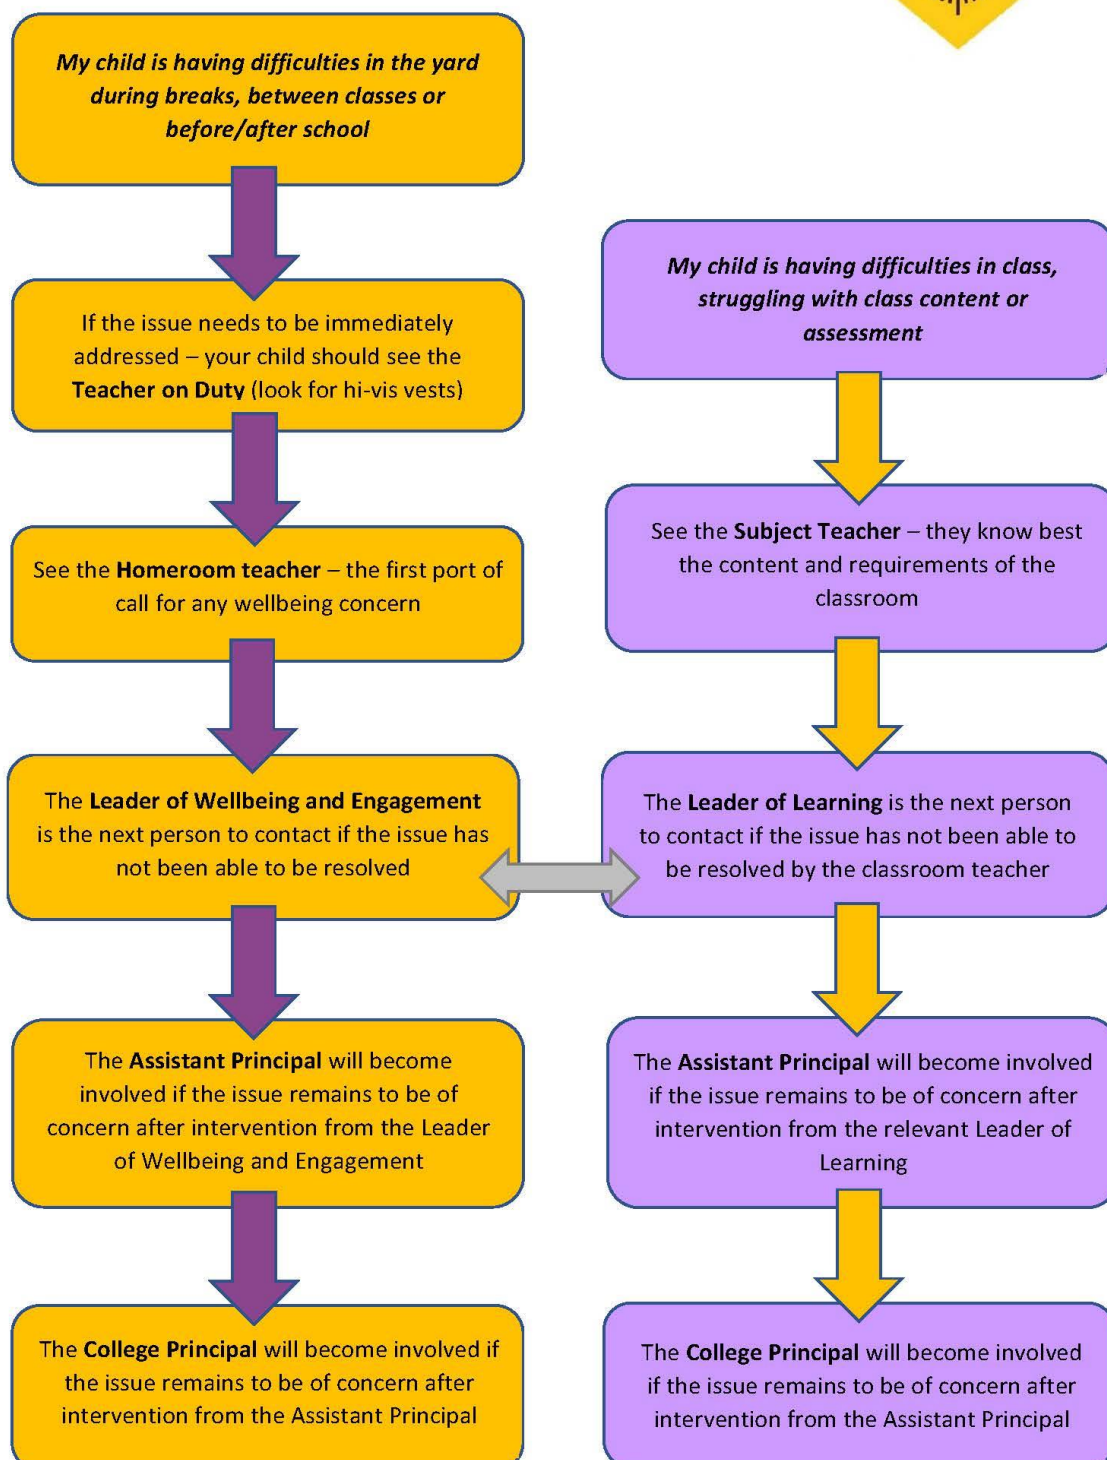 My child is having difficulties in the yard
during breaks, between classes or
before/after school
If the issue needs to be immediately
addressed – your child should see the
Teacher on Duty (look for hi-vis vests)
See the Homeroom teacher – the first port of
call for any wellbeing concern
The Leader of Wellbeing and Engagement
is the next person to contact if the issue has
not been able to be resolved
The Assistant Principal will become
involved if the issue remains to be of
concern after intervention from the Leader
of Wellbeing and Engagement
The College Principal will become involved if
the issue remains to be of concern after
intervention from the Assistant Principal
My child is having difficulties in class,
struggling with class content or
assessment
See the Subject Teacher – they know best
the content and requirements of the
classroom
The Leader of Learning is the next person
to contact if the issue has not been able to
be resolved by the classroom teacher
The Assistant Principal will become involved
if the issue remains to be of concern after
intervention from the relevant Leader of
Learning
The College Principal will become involved
if the issue remains to be of concern after
intervention from the Assistant Principal